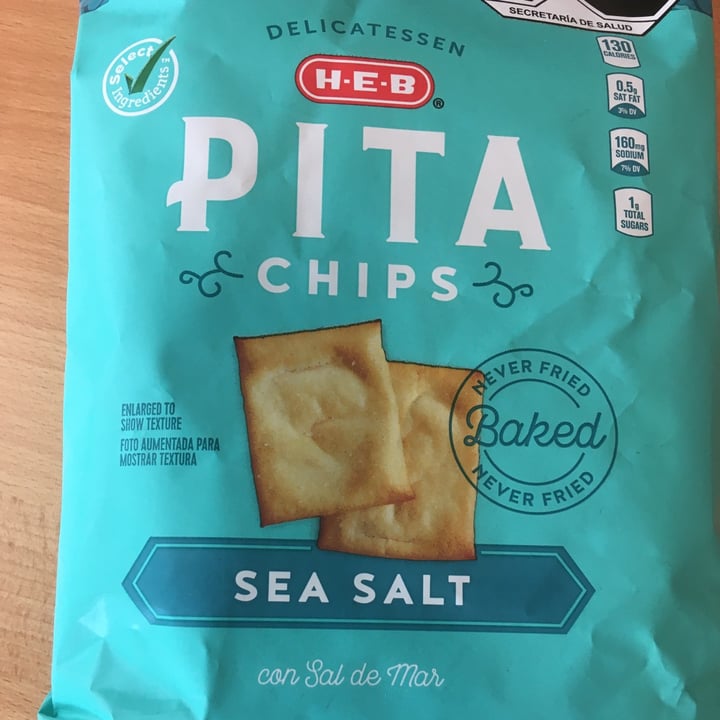 SECRETARÍA DE SALUD
DELICATESSEN
Select Ingredients™
H-E-B®
130
CALORIES
0.5g
SAT FAT
3% DV
160mg
SODIUM
7% DV
1g
TOTAL
SUGARS
PITA
CHIPS
ENLARGED TO
SHOW TEXTURE
FOTO AUMENTADA PARA
MOSTRAR TEXTURA
NEVER FRIED
Baked
NEVER FRIED
SEA SALT
con Sal de Mar